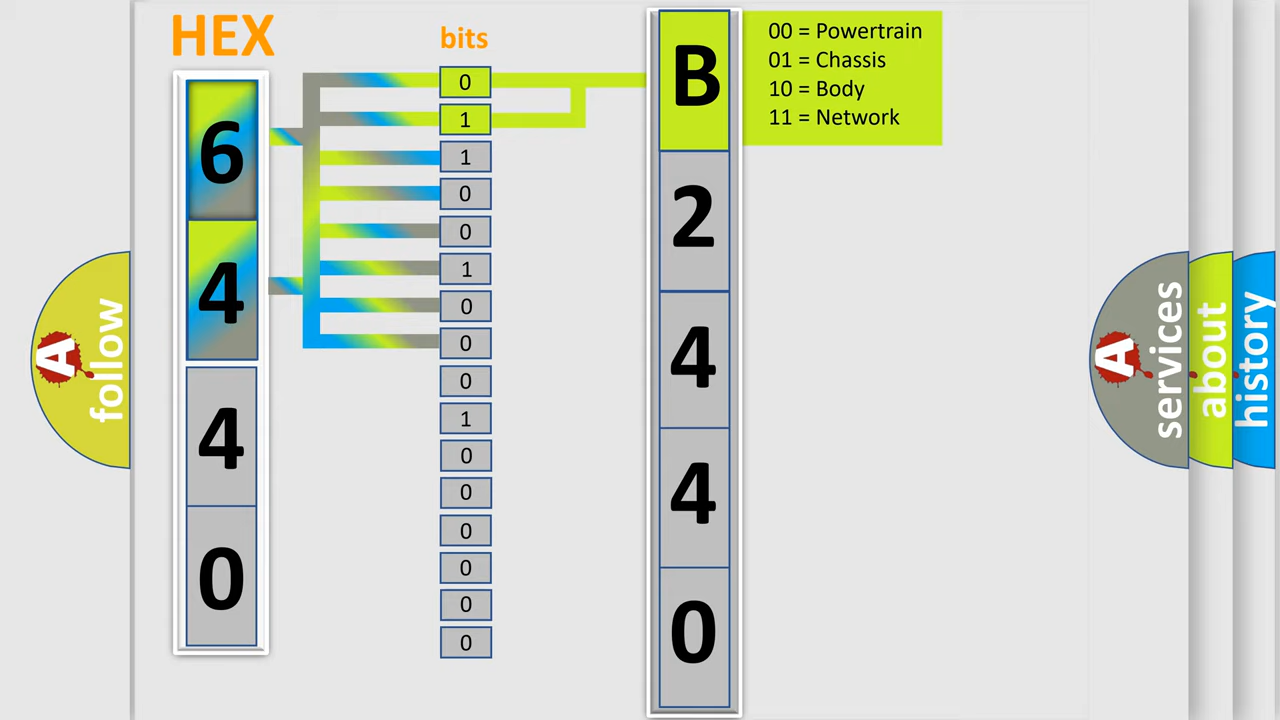 HEX
bits
6
4
4
0
0
1
1
0
0
1
0
0
0
1
0
0
0
0
0
0
B
2
4
4
0
00 = Powertrain
01 = Chassis
10 = Body
11 = Network
A
follow
A
services
about
history